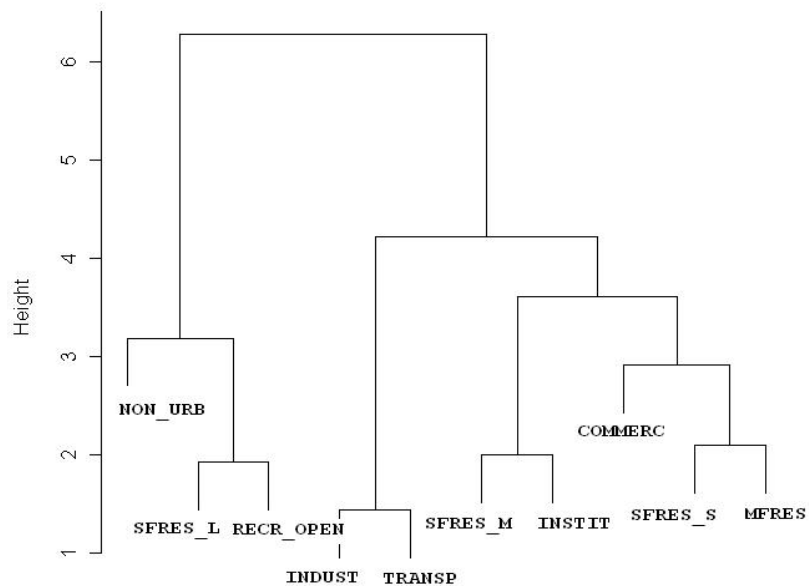 6
5
4
3
2
1
Height
NON_URB
COMMERC
SFRES_L RECR_OPEN SFRES_M INSTIT SFRES_S MFRES
INDUST TRANSP